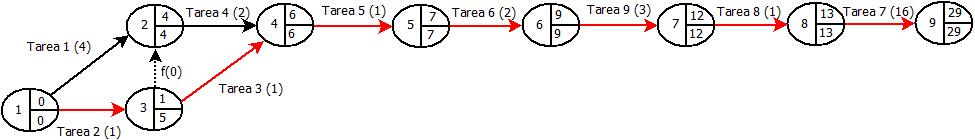 Tarea 1 (4)
Tarea 2 (1)
f(0)
Tarea 3 (1)
Tarea 4 (2)
Tarea 5 (1)
Tarea 6 (2)
Tarea 9 (3)
Tarea 8 (1)
Tarea 7 (16)
1 0 0
2 4 4
3 1 5
4 6 6
5 7 7
6 9 9
7 12 12
8 13 13
9 29 29